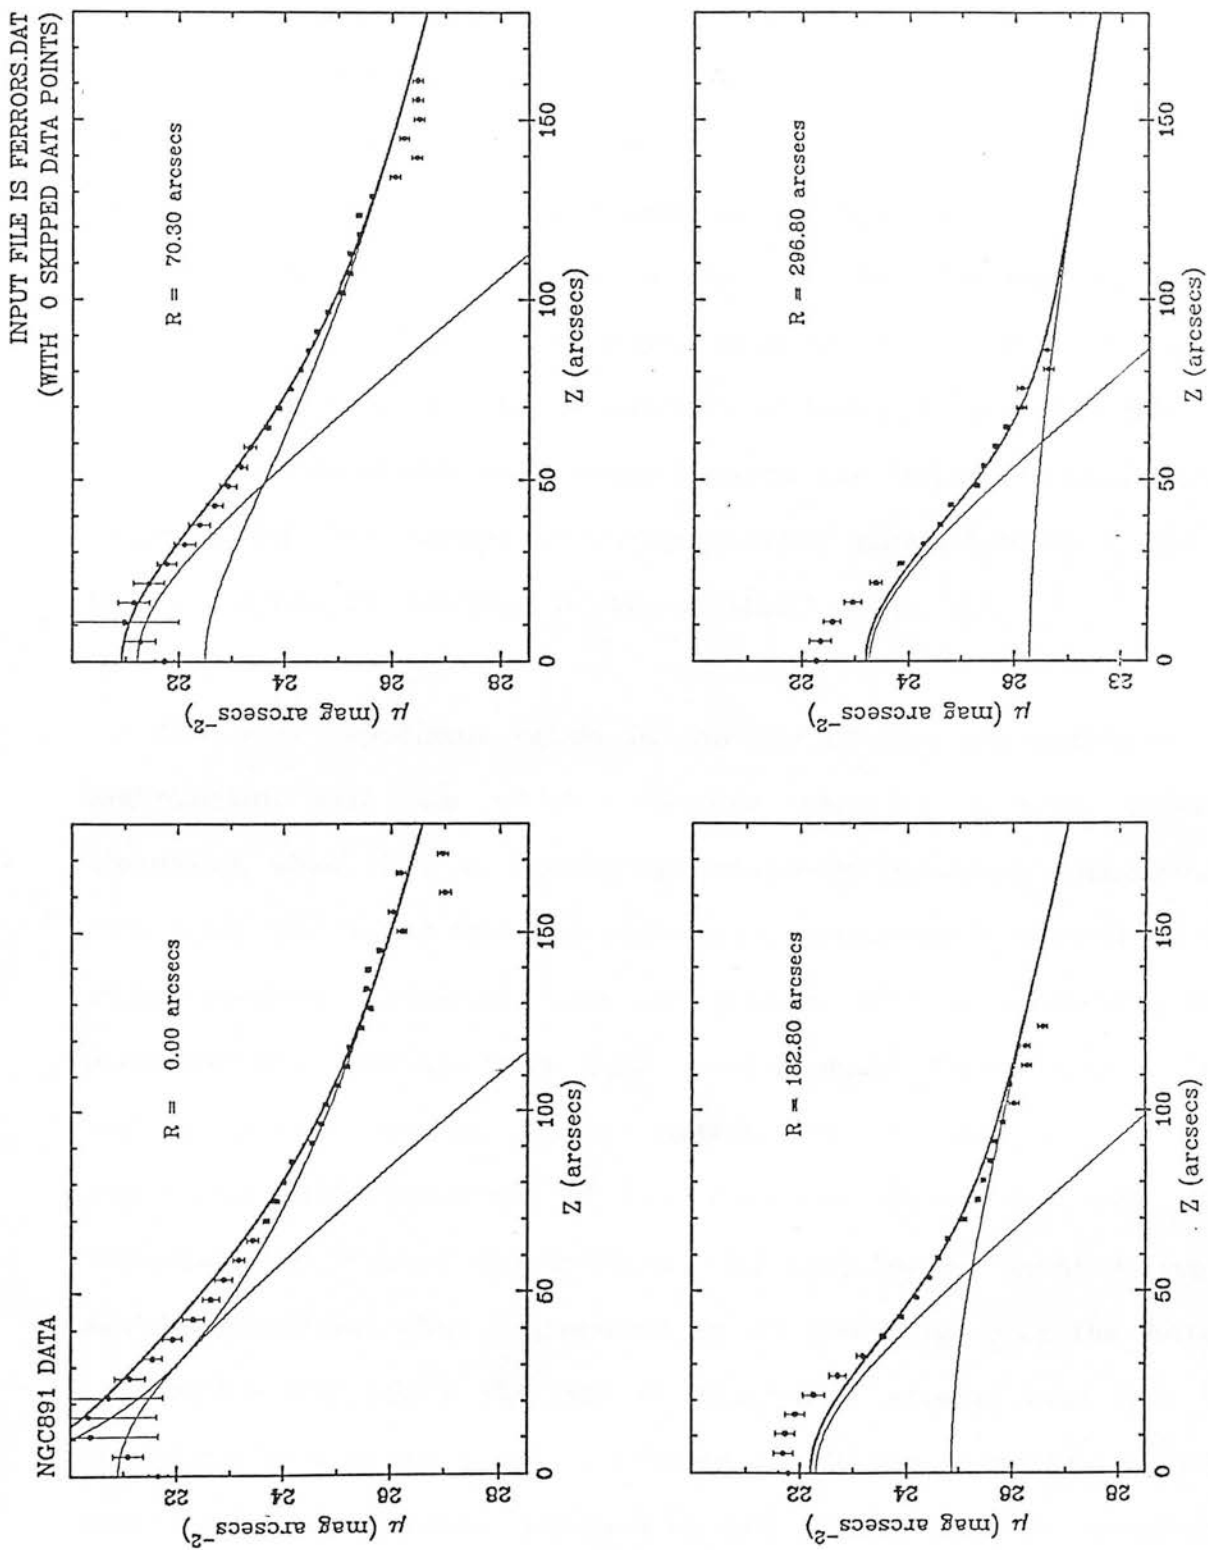 NGC891 DATA
INPUT FILE IS FERRORS.DAT
(WITH 0 SKIPPED DATA POINTS)
R = 0.00 arcsecs
μ (mag arcsecs⁻²)
22
24
26
28
0 50 100 150
Z (arcsecs)
R = 70.30 arcsecs
μ (mag arcsecs⁻²)
22
24
26
28
0 50 100 150
Z (arcsecs)
R = 182.80 arcsecs
μ (mag arcsecs⁻²)
22
24
26
28
0 50 100 150
Z (arcsecs)
R = 296.80 arcsecs
μ (mag arcsecs⁻²)
22
24
26
23
0 50 100 150
Z (arcsecs)